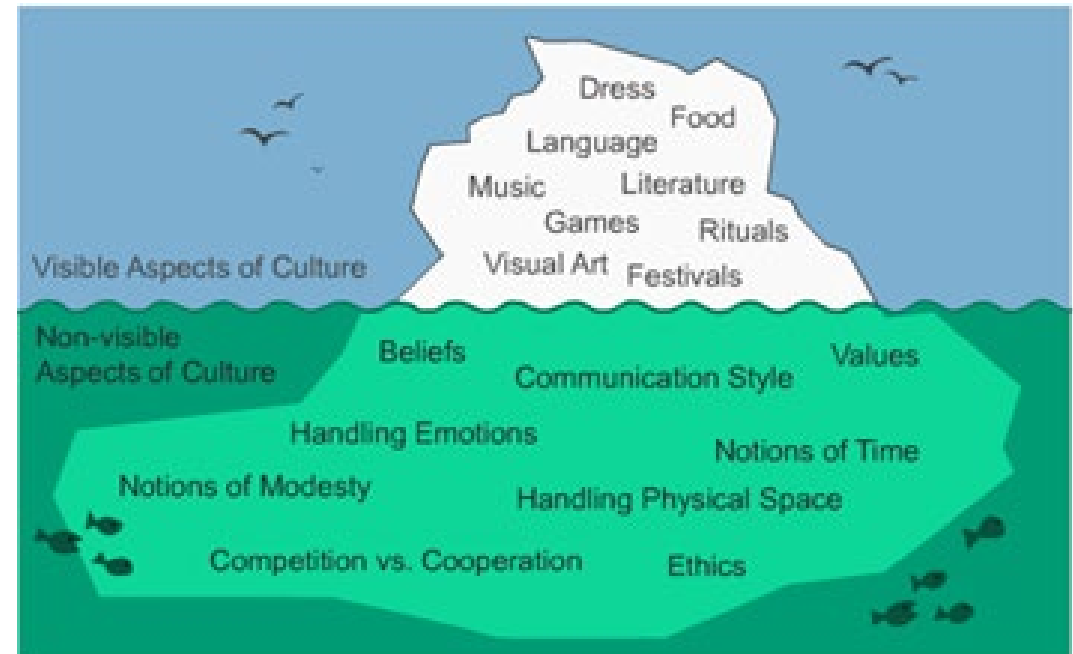 Dress
Food
Language
Music
Literature
Games
Rituals
Visual Art
Festivals
Visible Aspects of Culture
Non-visible
Aspects of Culture
Beliefs
Values
Communication Style
Handling Emotions
Notions of Time
Notions of Modesty
Handling Physical Space
Competition vs. Cooperation
Ethics